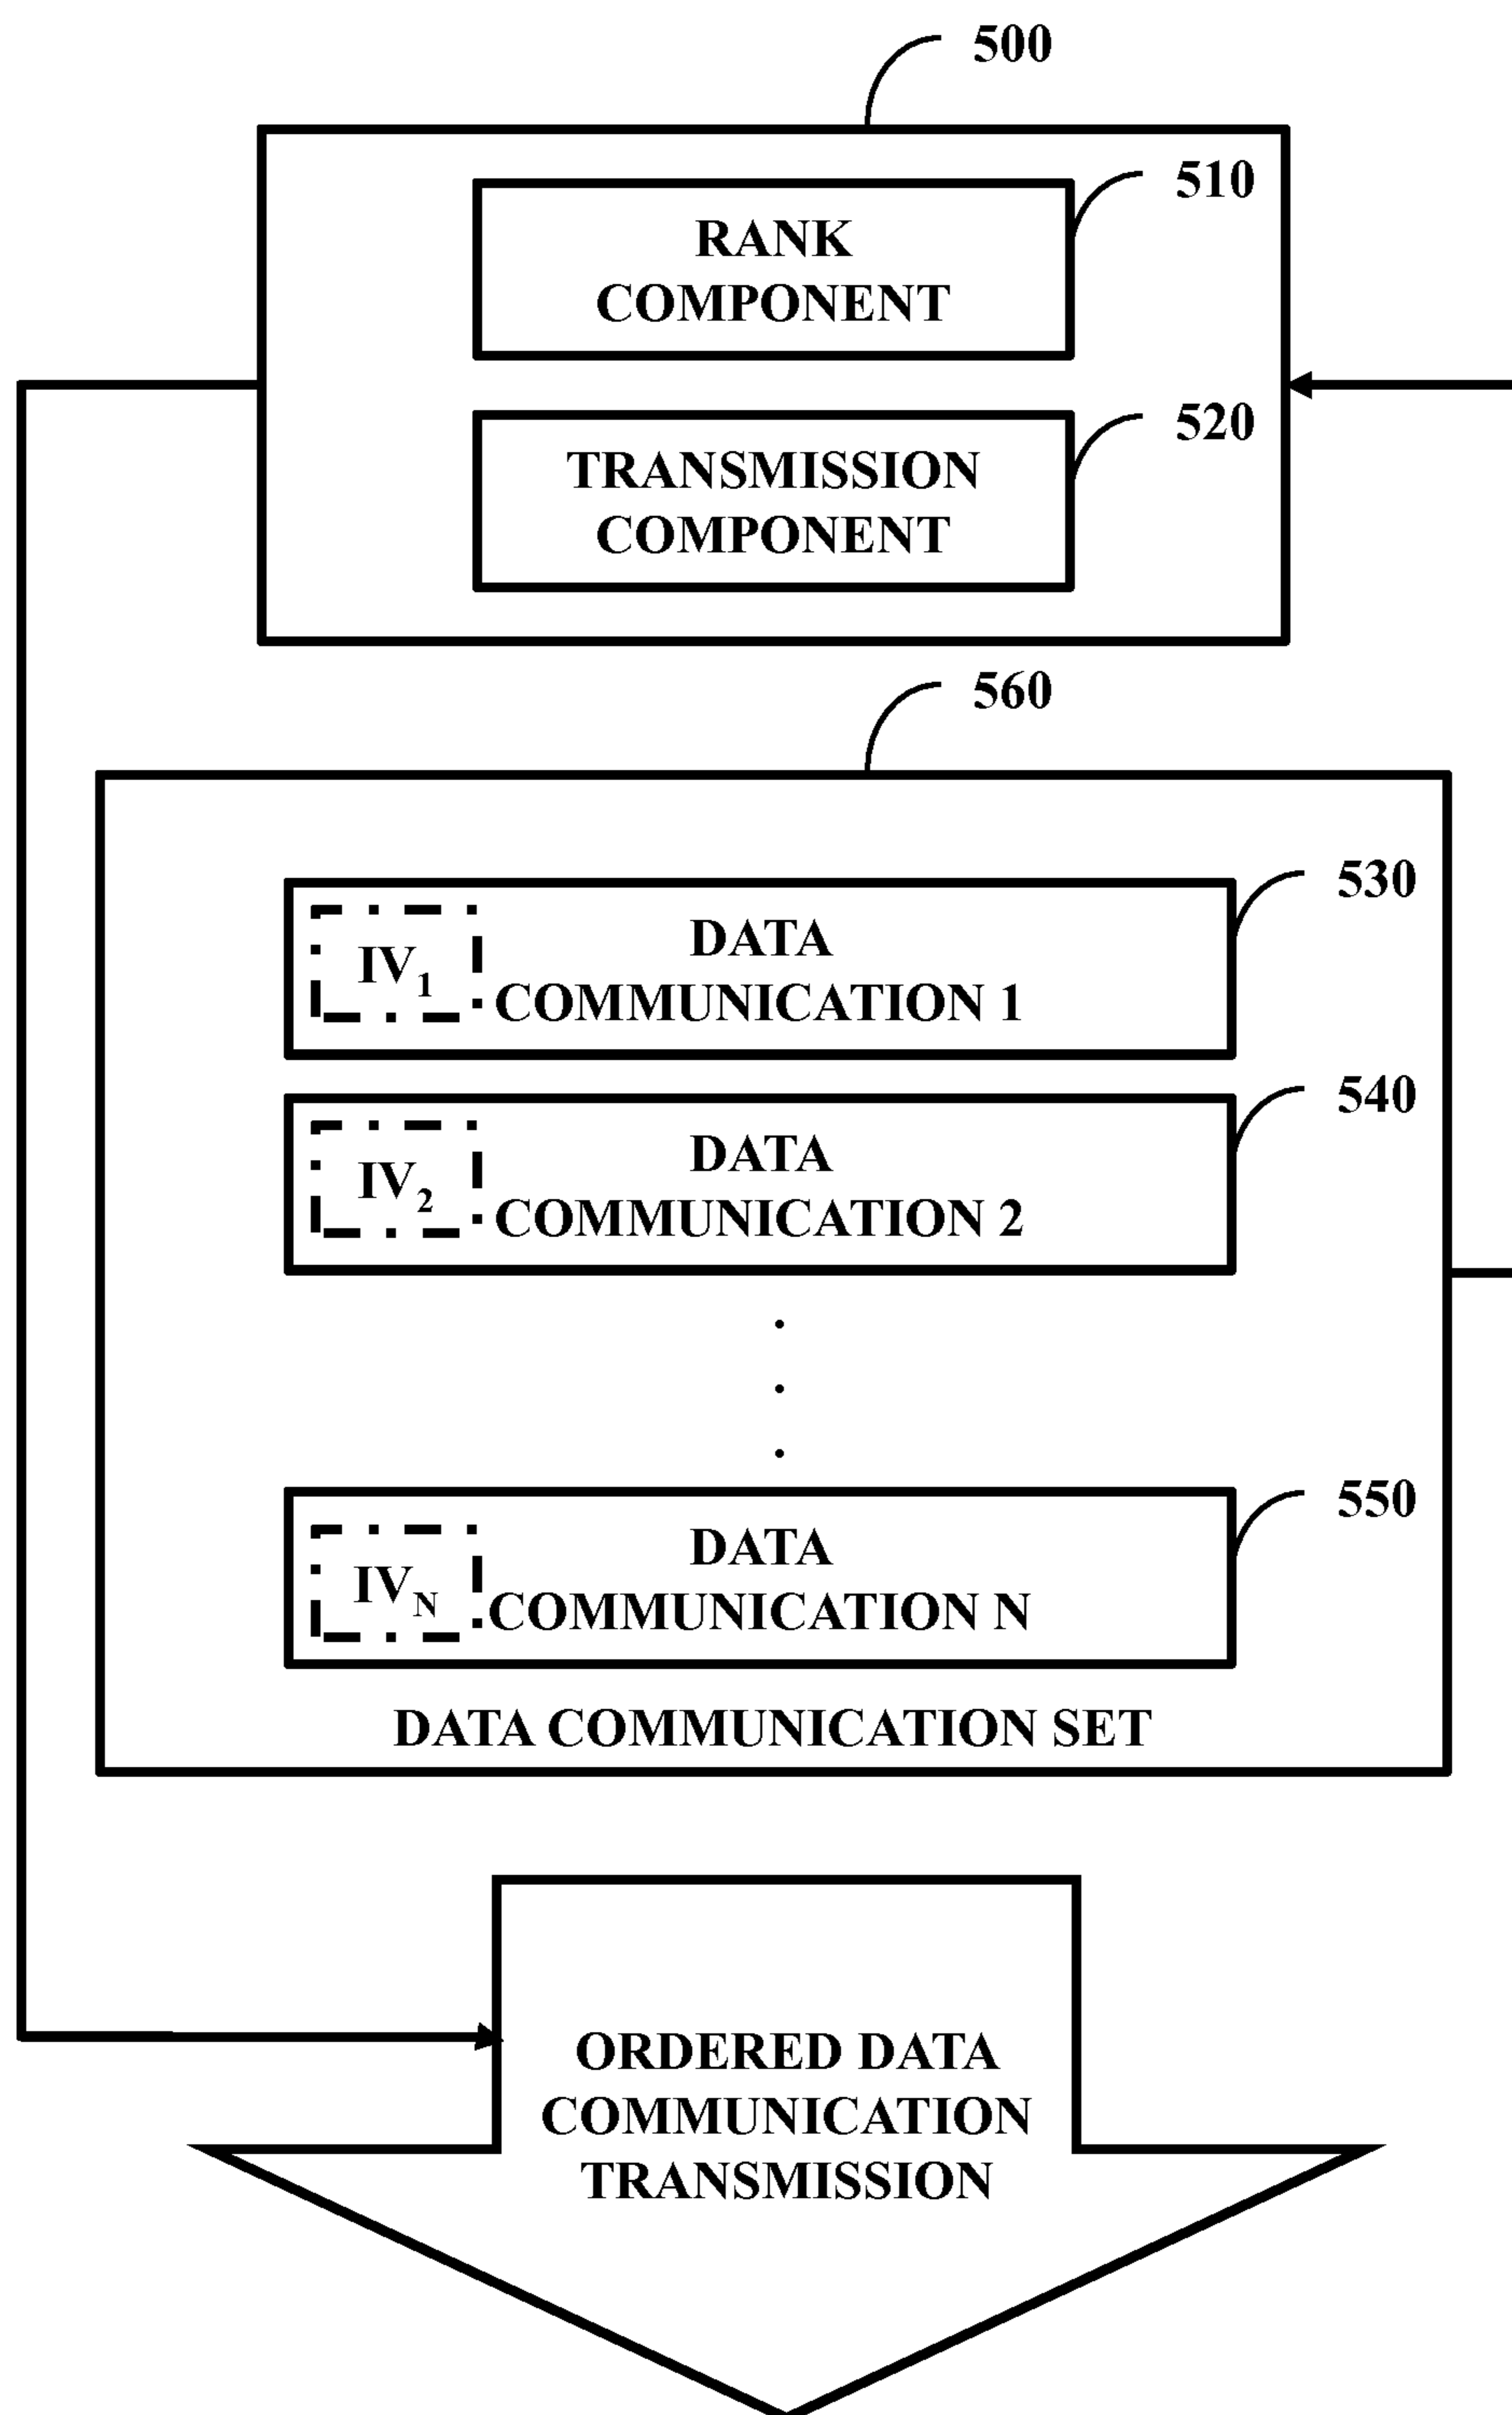 500
510
RANK
COMPONENT
520
TRANSMISSION
COMPONENT
560
530
IV₁
DATA
COMMUNICATION 1
540
IV₂
DATA
COMMUNICATION 2
550
IV_N
DATA
COMMUNICATION N
DATA COMMUNICATION SET
ORDERED DATA
COMMUNICATION
TRANSMISSION